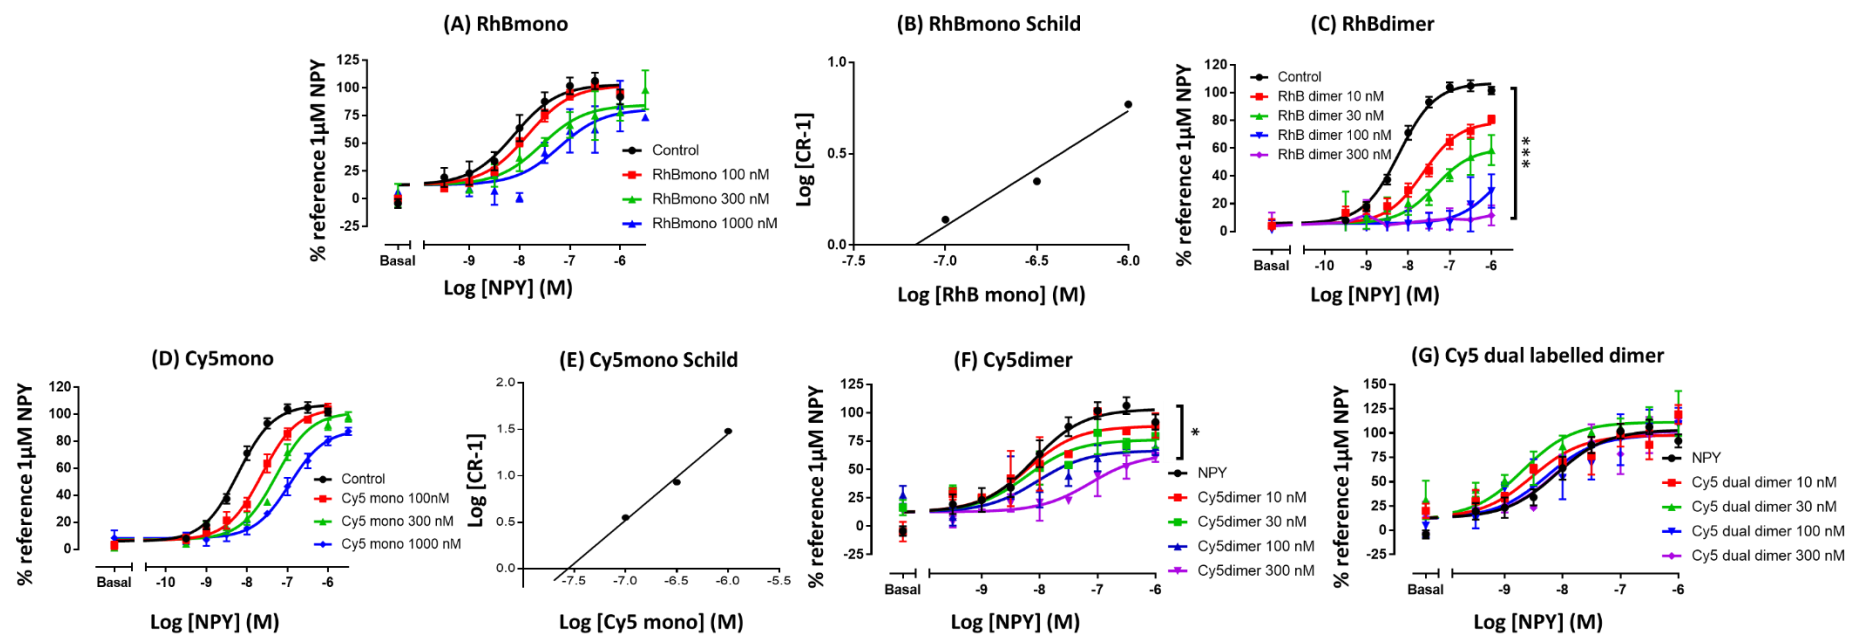 (A) RhBmono
% reference 1µM NPY
125
100
75
50
25
0
-25
Basal
-9
-8
-7
-6
Log [NPY] (M)
Control
RhBmono 100 nM
RhBmono 300 nM
RhBmono 1000 nM
(B) RhBmono Schild
Log [CR-1]
1.0
0.5
0.0
-7.5
-7.0
-6.5
-6.0
Log [RhB mono] (M)
(C) RhBdimer
% reference 1µM NPY
120
100
80
60
40
20
0
Basal
-10
-9
-8
-7
-6
Log [NPY] (M)
Control
RhB dimer 10 nM
RhB dimer 30 nM
RhB dimer 100 nM
RhB dimer 300 nM
***
(D) Cy5mono
% reference 1µM NPY
120
100
80
60
40
20
0
Basal
-10
-9
-8
-7
-6
Log [NPY] (M)
Control
Cy5 mono 100nM
Cy5 mono 300 nM
Cy5 mono 1000 nM
(E) Cy5mono Schild
Log [CR-1]
2.0
1.5
1.0
0.5
0.0
-7.5
-7.0
-6.5
-6.0
-5.5
Log [Cy5 mono] (M)
(F) Cy5dimer
% reference 1µM NPY
125
100
75
50
25
0
-25
Basal
-9
-8
-7
-6
Log [NPY] (M)
*
NPY
Cy5dimer 10 nM
Cy5dimer 30 nM
Cy5dimer 100 nM
Cy5dimer 300 nM
(G) Cy5 dual labelled dimer
% reference 1µM NPY
150
125
100
75
50
25
0
-25
Basal
-9
-8
-7
-6
Log [NPY] (M)
NPY
Cy5 dual dimer 10 nM
Cy5 dual dimer 30 nM
Cy5 dual dimer 100 nM
Cy5 dual dimer 300 nM